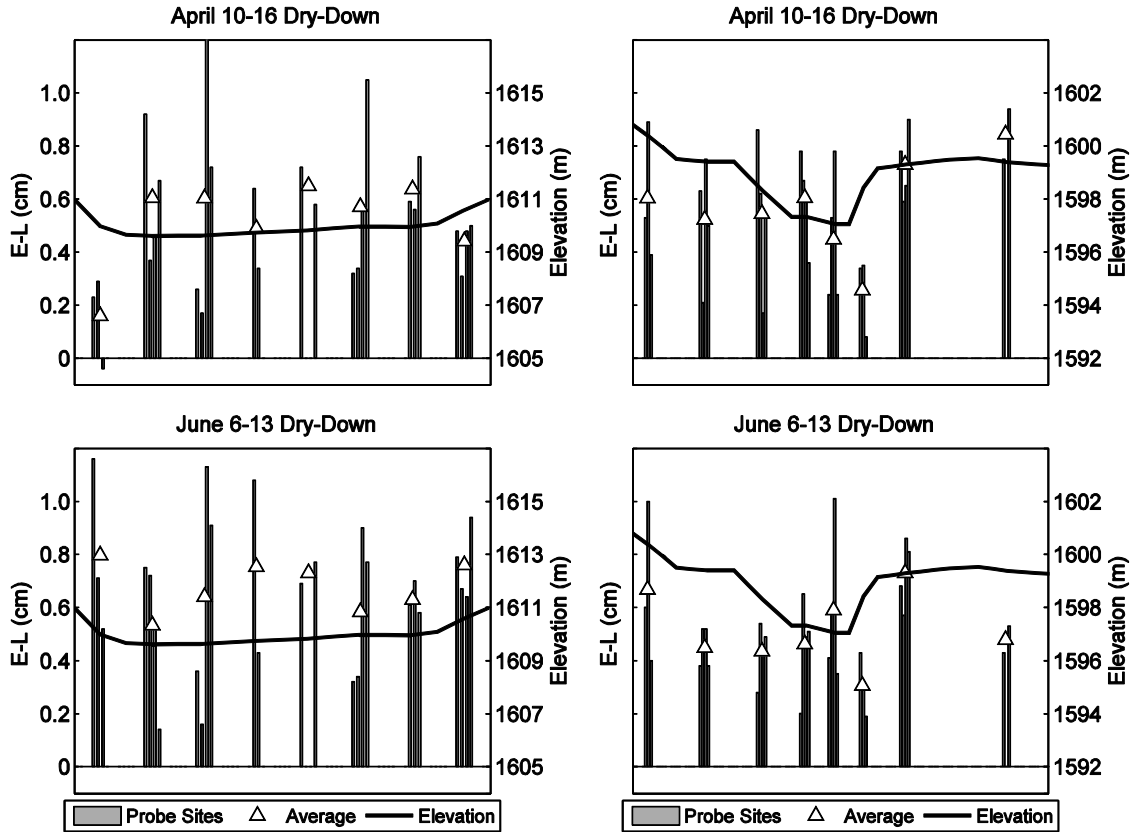 April 10-16 Dry-Down
E-L (cm)
1.0
0.8
0.6
0.4
0.2
0
1615
1613
1611
1609
1607
1605
Elevation (m)
April 10-16 Dry-Down
E-L (cm)
1602
1600
1598
1596
1594
1592
Elevation (m)
June 6-13 Dry-Down
E-L (cm)
1.0
0.8
0.6
0.4
0.2
0
1615
1613
1611
1609
1607
1605
Elevation (m)
June 6-13 Dry-Down
E-L (cm)
1602
1600
1598
1596
1594
1592
Elevation (m)
Probe Sites Average Elevation
Probe Sites Average Elevation